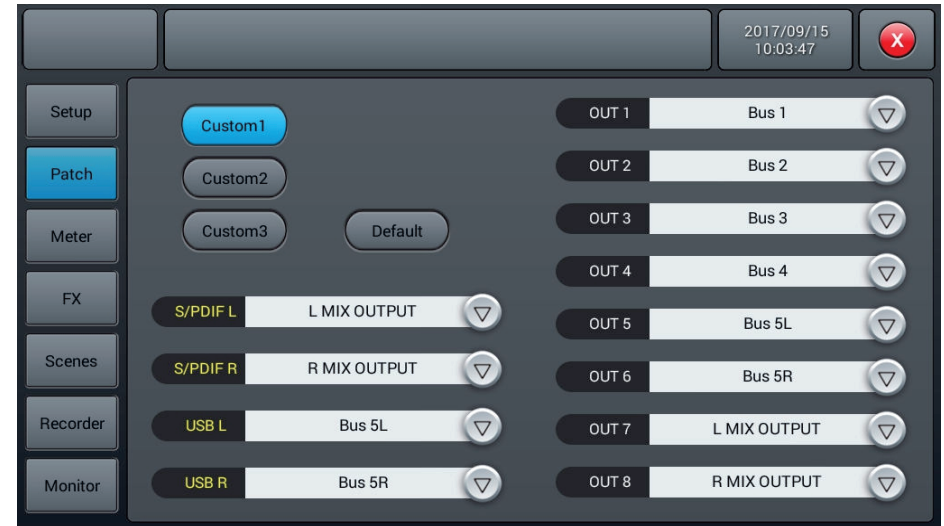 2017/09/15
10:03:47
X
Setup
Patch
Meter
FX
Scenes
Recorder
Monitor
Custom1
Custom2
Custom3 Default
S/PDIF L L MIX OUTPUT
S/PDIF R R MIX OUTPUT
USB L Bus 5L
USB R Bus 5R
OUT 1 Bus 1
OUT 2 Bus 2
OUT 3 Bus 3
OUT 4 Bus 4
OUT 5 Bus 5L
OUT 6 Bus 5R
OUT 7 L MIX OUTPUT
OUT 8 R MIX OUTPUT